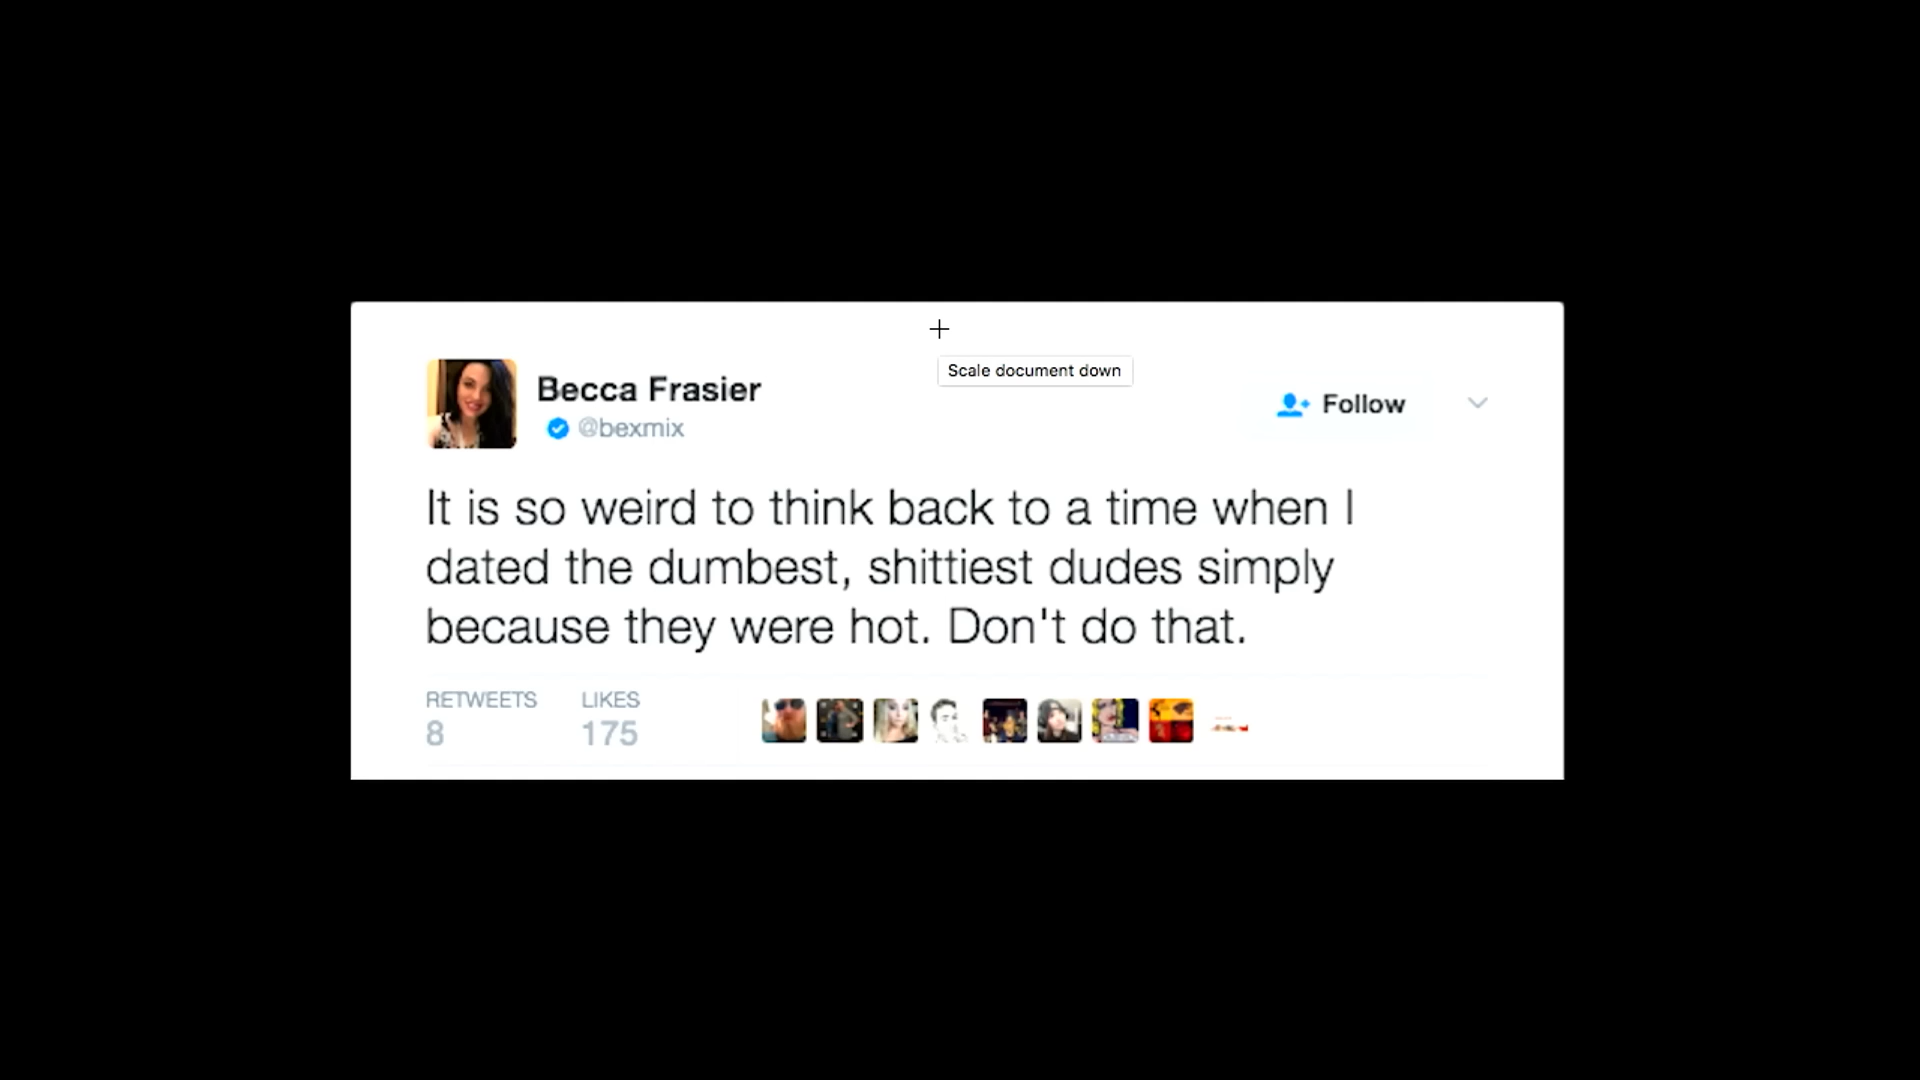 Scale document down
Becca Frasier
@bexmix
Follow
It is so weird to think back to a time when I
dated the dumbest, shittiest dudes simply
because they were hot. Don't do that.
RETWEETS LIKES
8 175